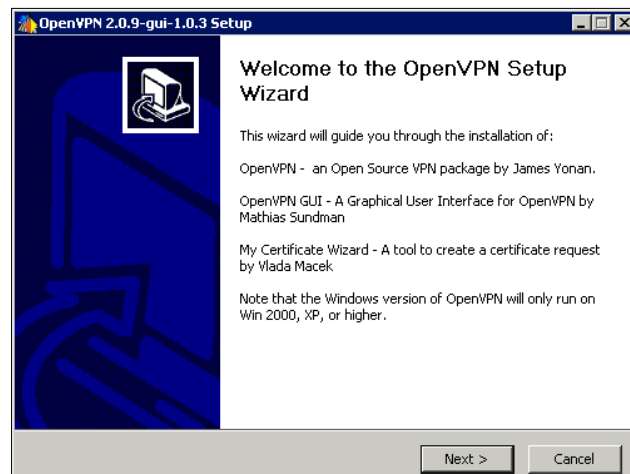 OpenVPN 2.0.9-gui-1.0.3 Setup
Welcome to the OpenVPN Setup
Wizard
This wizard will guide you through the installation of:
OpenVPN - an Open Source VPN package by James Yonan.
OpenVPN GUI - A Graphical User Interface for OpenVPN by
Mathias Sundman
My Certificate Wizard - A tool to create a certificate request
by Vlada Macek
Note that the Windows version of OpenVPN will only run on
Win 2000, XP, or higher.
Next >
Cancel